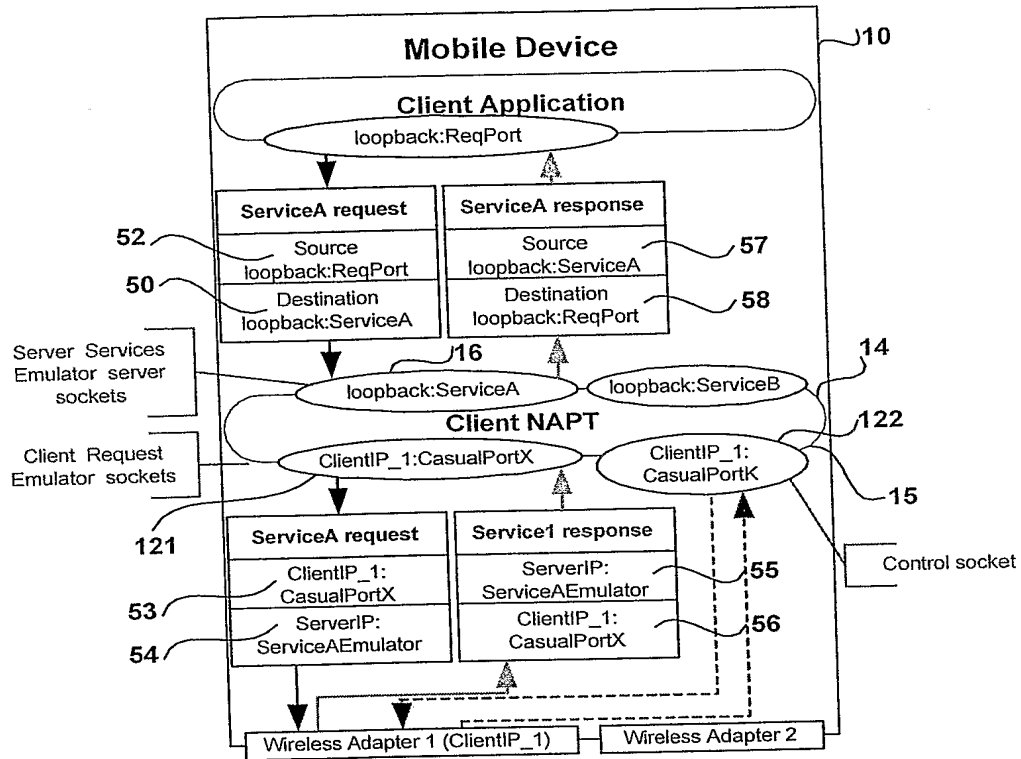 Mobile Device
10
Client Application
loopback:ReqPort
ServiceA request
ServiceA response
52
Source
loopback:ReqPort
Source
loopback:ServiceA
57
50
Destination
loopback:ServiceA
Destination
loopback:ReqPort
58
Server Services
Emulator server
sockets
16
14
loopback:ServiceA
loopback:ServiceB
Client NAPT
122
Client Request
Emulator sockets
ClientIP_1:CasualPortX
ClientIP_1:
CasualPortK
15
121
ServiceA request
Service1 response
Control socket
53
ClientIP_1:
CasualPortX
ServerIP:
ServiceAEmulator
55
54
ServerIP:
ServiceAEmulator
ClientIP_1:
CasualPortX
56
Wireless Adapter 1 (ClientIP_1)
Wireless Adapter 2